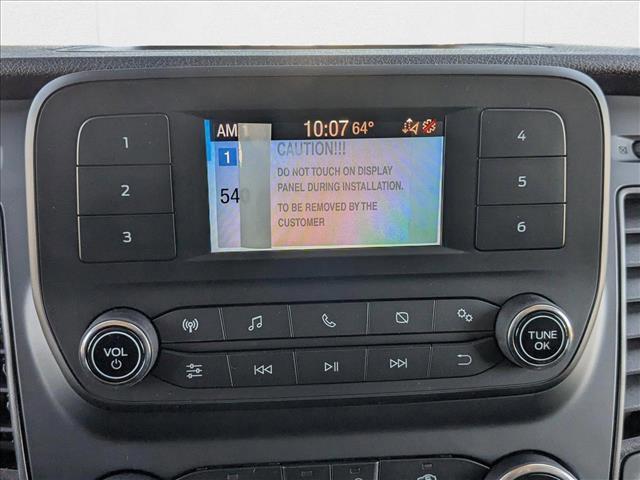 AM 10:07 64°
CAUTION!!!
1
DO NOT TOUCH ON DISPLAY
PANEL DURING INSTALLATION.
540
TO BE REMOVED BY THE
CUSTOMER
1
2
3
4
5
6
VOL
TUNE
OK